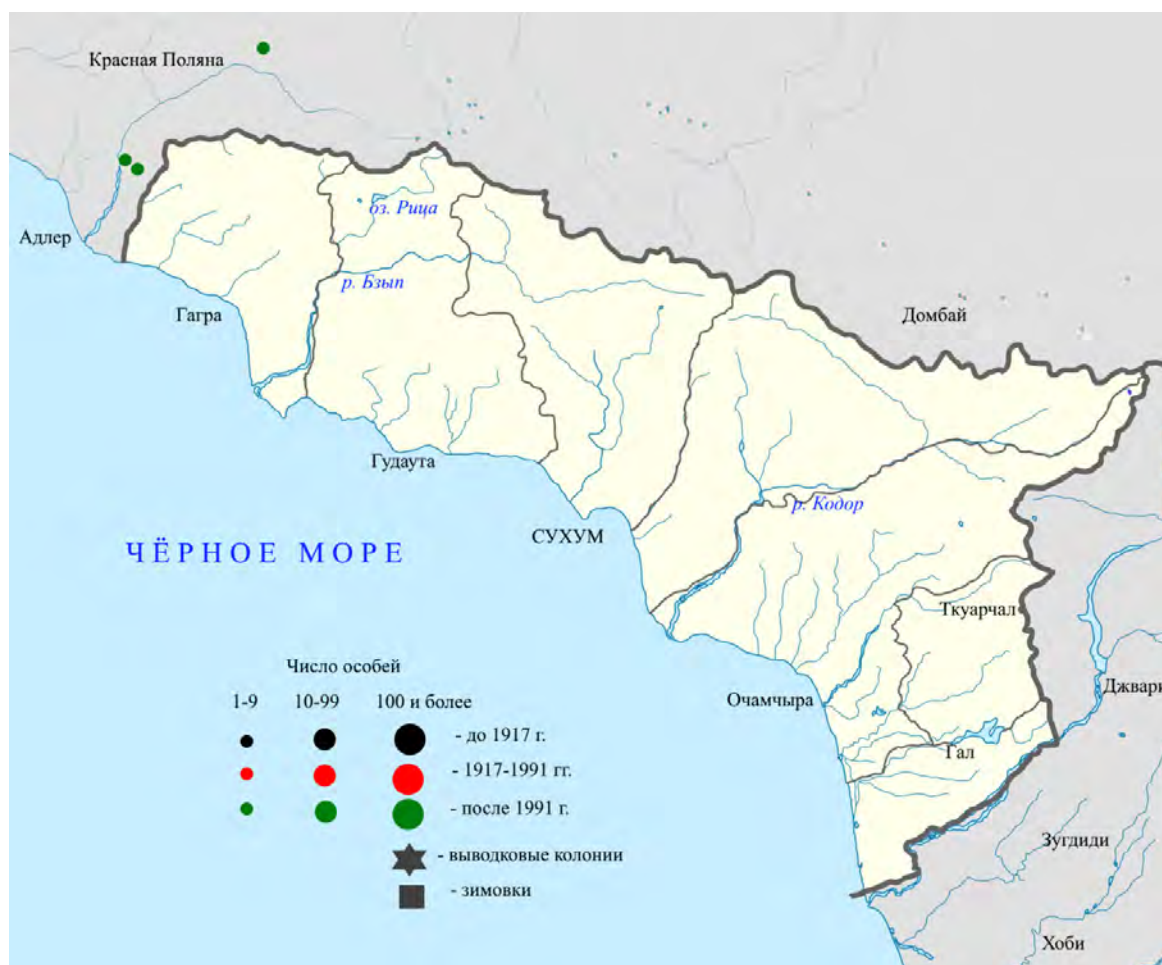 Красная Поляна
оз. Рица
Адлер
р. Бзып
Гагра
Домбай
Гудаута
р. Кодор
СУХУМ
ЧЁРНОЕ МОРЕ
Ткуарчал
Число особей
Джвари
1-9 10-99 100 и более
Очамчыра
- до 1917 г.
Гал
- 1917-1991 гг.
- после 1991 г.
Зугдиди
- выводковые колонии
- зимовки
Хоби